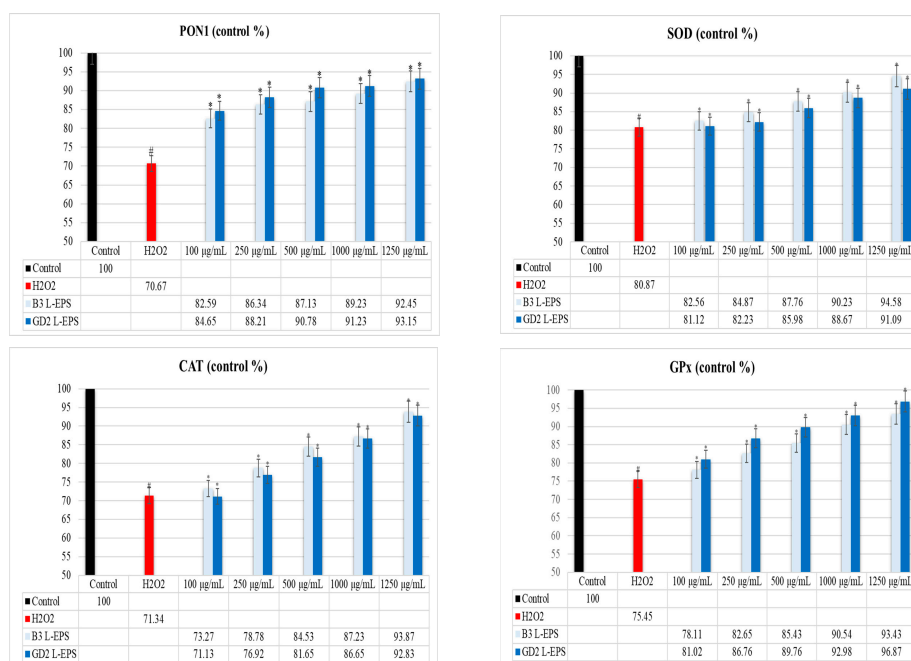 PON1 (control %)
100
95
90
85
80
75
70
65
60
55
50
#
* * * * * * * * * *
Control H2O2 100 µg/mL 250 µg/mL 500 µg/mL 1000 µg/mL 1250 µg/mL
Control 100
H2O2 70.67
B3 L-EPS 82.59 86.34 87.13 89.23 92.45
GD2 L-EPS 84.65 88.21 90.78 91.23 93.15
SOD (control %)
100
95
90
85
80
75
70
65
60
55
50
#
* * * * * * * * * *
Control H2O2 100 µg/mL 250 µg/mL 500 µg/mL 1000 µg/mL 1250 µg/mL
Control 100
H2O2 80.87
B3 L-EPS 82.56 84.87 87.76 90.23 94.58
GD2 L-EPS 81.12 82.23 85.98 88.67 91.09
CAT (control %)
100
95
90
85
80
75
70
65
60
55
50
#
* * * * * * * * * *
Control H2O2 100 µg/mL 250 µg/mL 500 µg/mL 1000 µg/mL 1250 µg/mL
Control 100
H2O2 71.34
B3 L-EPS 73.27 78.78 84.53 87.23 93.87
GD2 L-EPS 71.13 76.92 81.65 86.65 92.83
GPx (control %)
100
95
90
85
80
75
70
65
60
55
50
#
* * * * * * * * * *
Control H2O2 100 µg/mL 250 µg/mL 500 µg/mL 1000 µg/mL 1250 µg/mL
Control 100
H2O2 75.45
B3 L-EPS 78.11 82.65 85.43 90.54 93.43
GD2 L-EPS 81.02 86.76 89.76 92.98 96.87